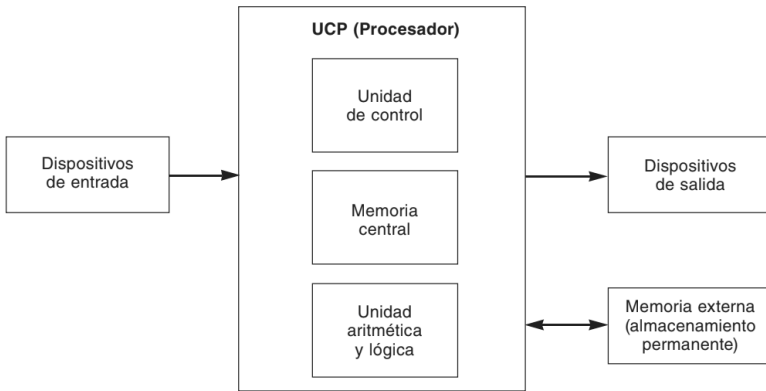 UCP (Procesador)
Unidad
de control
Dispositivos
de entrada
Dispositivos
de salida
Memoria
central
Unidad
aritmética
y lógica
Memoria externa
(almacenamiento
permanente)